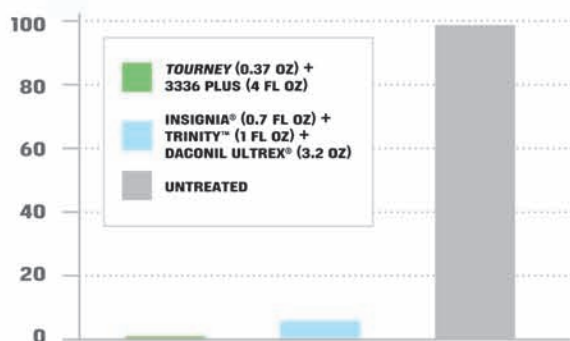 100
80
60
40
20
0
TOURNEY (0.37 OZ) +
3336 PLUS (4 FL OZ)
INSIGNIA® (0.7 FL OZ) +
TRINITY™ (1 FL OZ) +
DACONIL ULTREX® (3.2 OZ)
UNTREATED